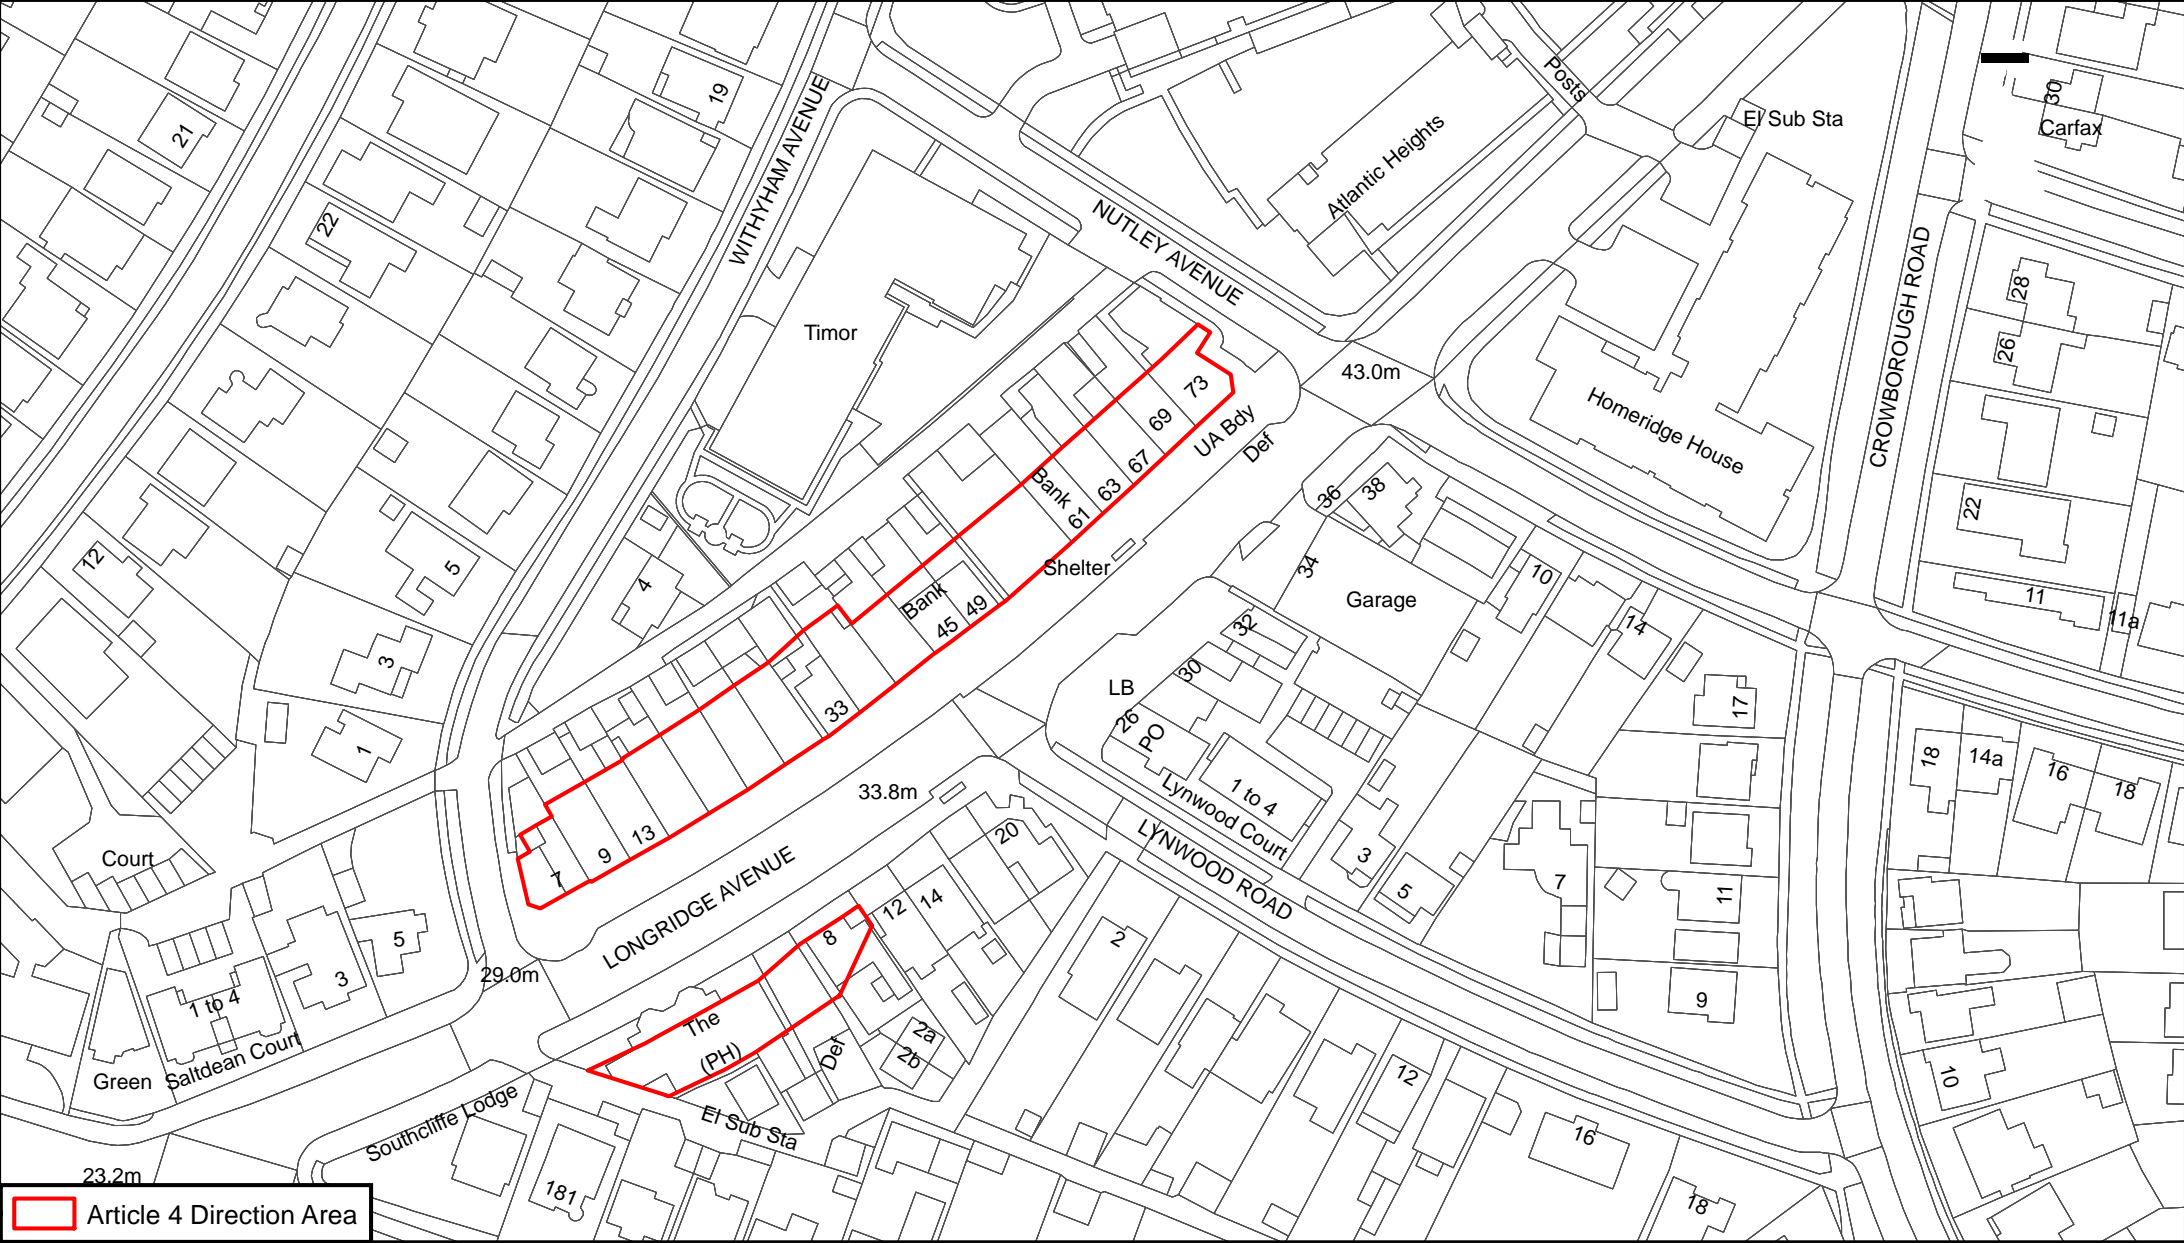 19
21
WITHYHAM AVENUE
Posts
El Sub Sta
30
Carfax
Atlantic Heights
22
NUTLEY AVENUE
CROWBOROUGH ROAD
28
26
Timor
43.0m
73
69
67
63
61
Bank
UA Bdy
Def
Homeridge House
22
36
38
34
Garage
10
14
11
11a
12
5
4
Shelter
Bank
49
45
32
30
LB
26
PO
3
1
33
17
18
14a
16
18
33.8m
1 to 4
Lynwood Court
LYNWOOD ROAD
3
5
7
11
9
Court
7
9
13
LONGRIDGE AVENUE
20
14
12
8
2
5
3
1 to 4
Saltdean Court
Green
29.0m
The
(PH)
Def
2a
2b
El Sub Sta
Southcliffe Lodge
12
16
18
10
181
23.2m
Article 4 Direction Area